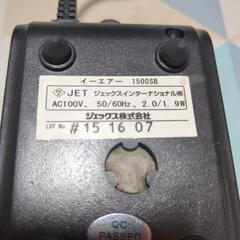 イーエアー 1500SB
JET ジェックスインターナショナル㈱
AC100V、50/60Hz、2.0/1.9W
ジェックス株式会社
LOT No #15 16 07
QC
PASSED